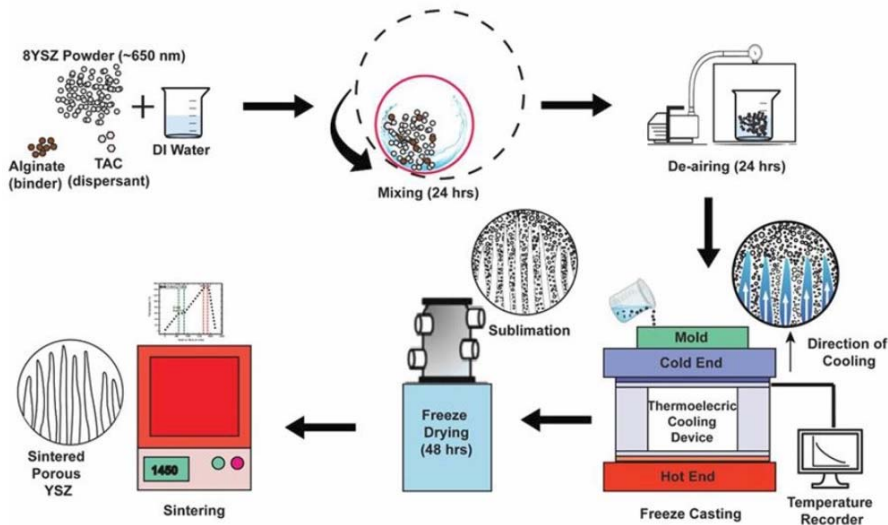 8YSZ Powder (~650 nm)
Alginate
(binder)
TAC
(dispersant)
DI Water
Mixing (24 hrs)
De-airing (24 hrs)
Direction of
Cooling
Mold
Cold End
Thermoelecric
Cooling
Device
Hot End
Freeze Casting
Temperature
Recorder
Sublimation
Freeze
Drying
(48 hrs)
1450
Sintering
Sintered
Porous
YSZ